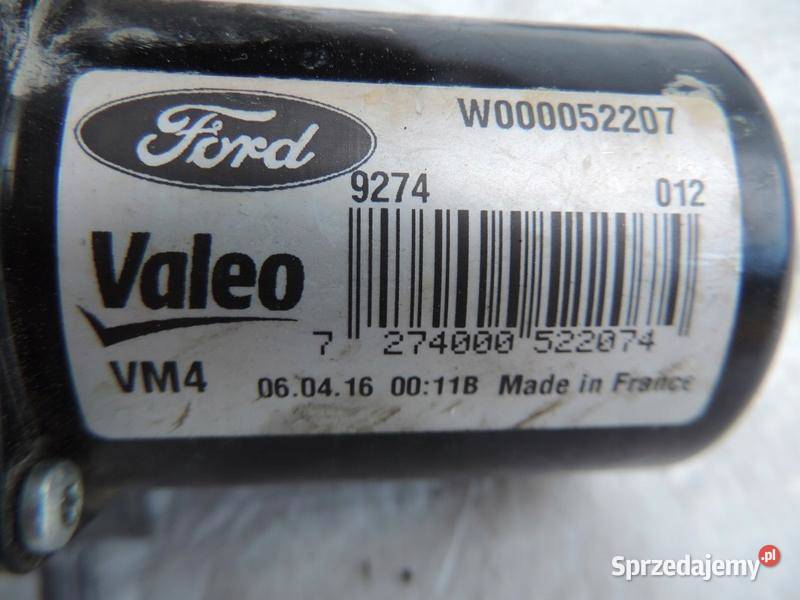 Ford
W000052207
9274 012
Valeo
7 274000 522074
VM4 06.04.16 00:11B Made in France
Sprzedajemy.pl